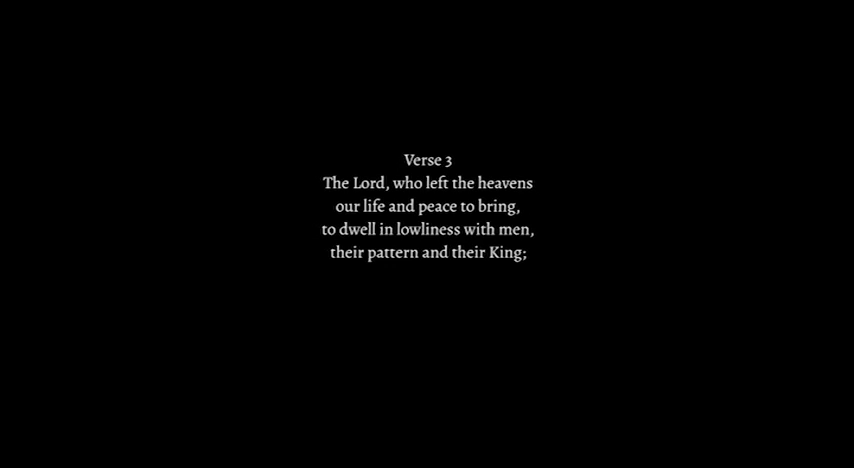 Verse 3
The Lord, who left the heavens
our life and peace to bring,
to dwell in lowliness with men,
their pattern and their King;